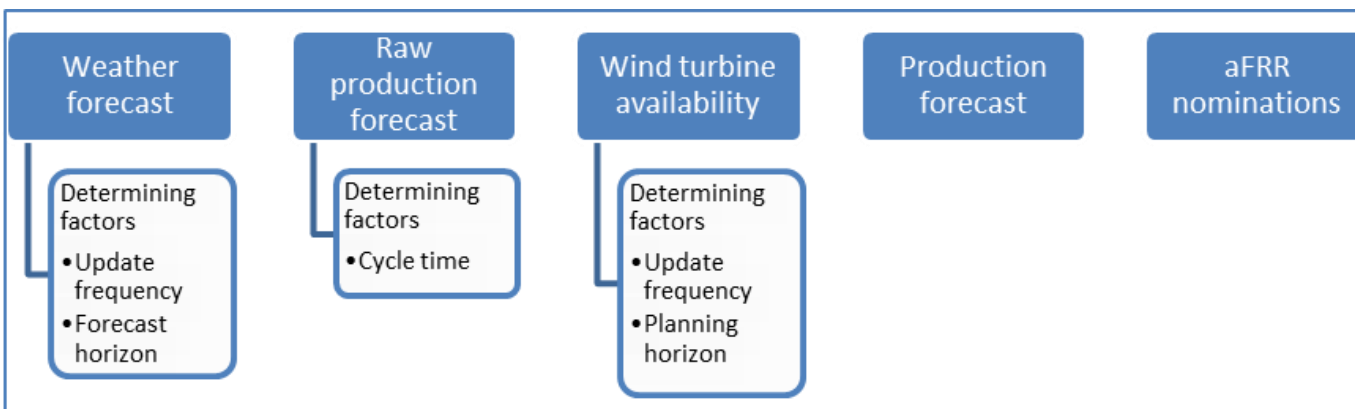 Weather
forecast
Raw
production
forecast
Wind turbine
availability
Production
forecast
aFRR
nominations
Determining
factors
•Update
frequency
•Forecast
horizon
Determining
factors
•Cycle time
Determining
factors
•Update
frequency
•Planning
horizon